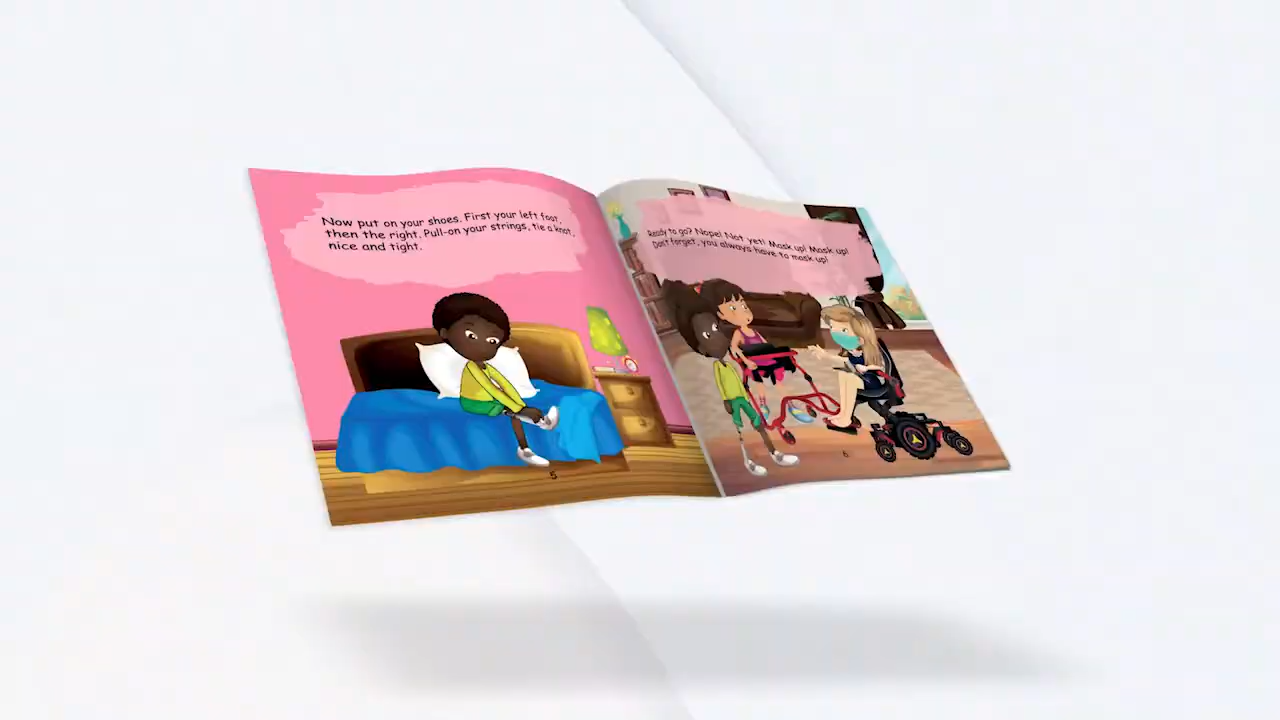 Now put on your shoes. First your left foot,
then the right. Pull-on your strings, tie a knot,
nice and tight.
5
Ready to go? Nope! Not yet! Mask up! Mask up!
Don't forget, you always have to mask up!
6